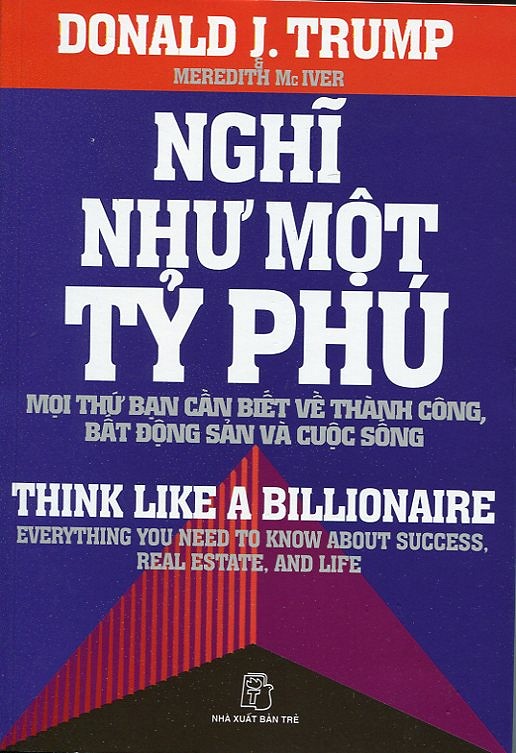 DONALD J. TRUMP
&
MEREDITH Mc IVER
NGHĨ
NHƯ MỘT
TỶ PHÚ
MỌI THỨ BẠN CẦN BIẾT VỀ THÀNH CÔNG,
BẤT ĐỘNG SẢN VÀ CUỘC SỐNG
THINK LIKE A BILLIONAIRE
EVERYTHING YOU NEED TO KNOW ABOUT SUCCESS,
REAL ESTATE, AND LIFE
NHÀ XUẤT BẢN TRẺ